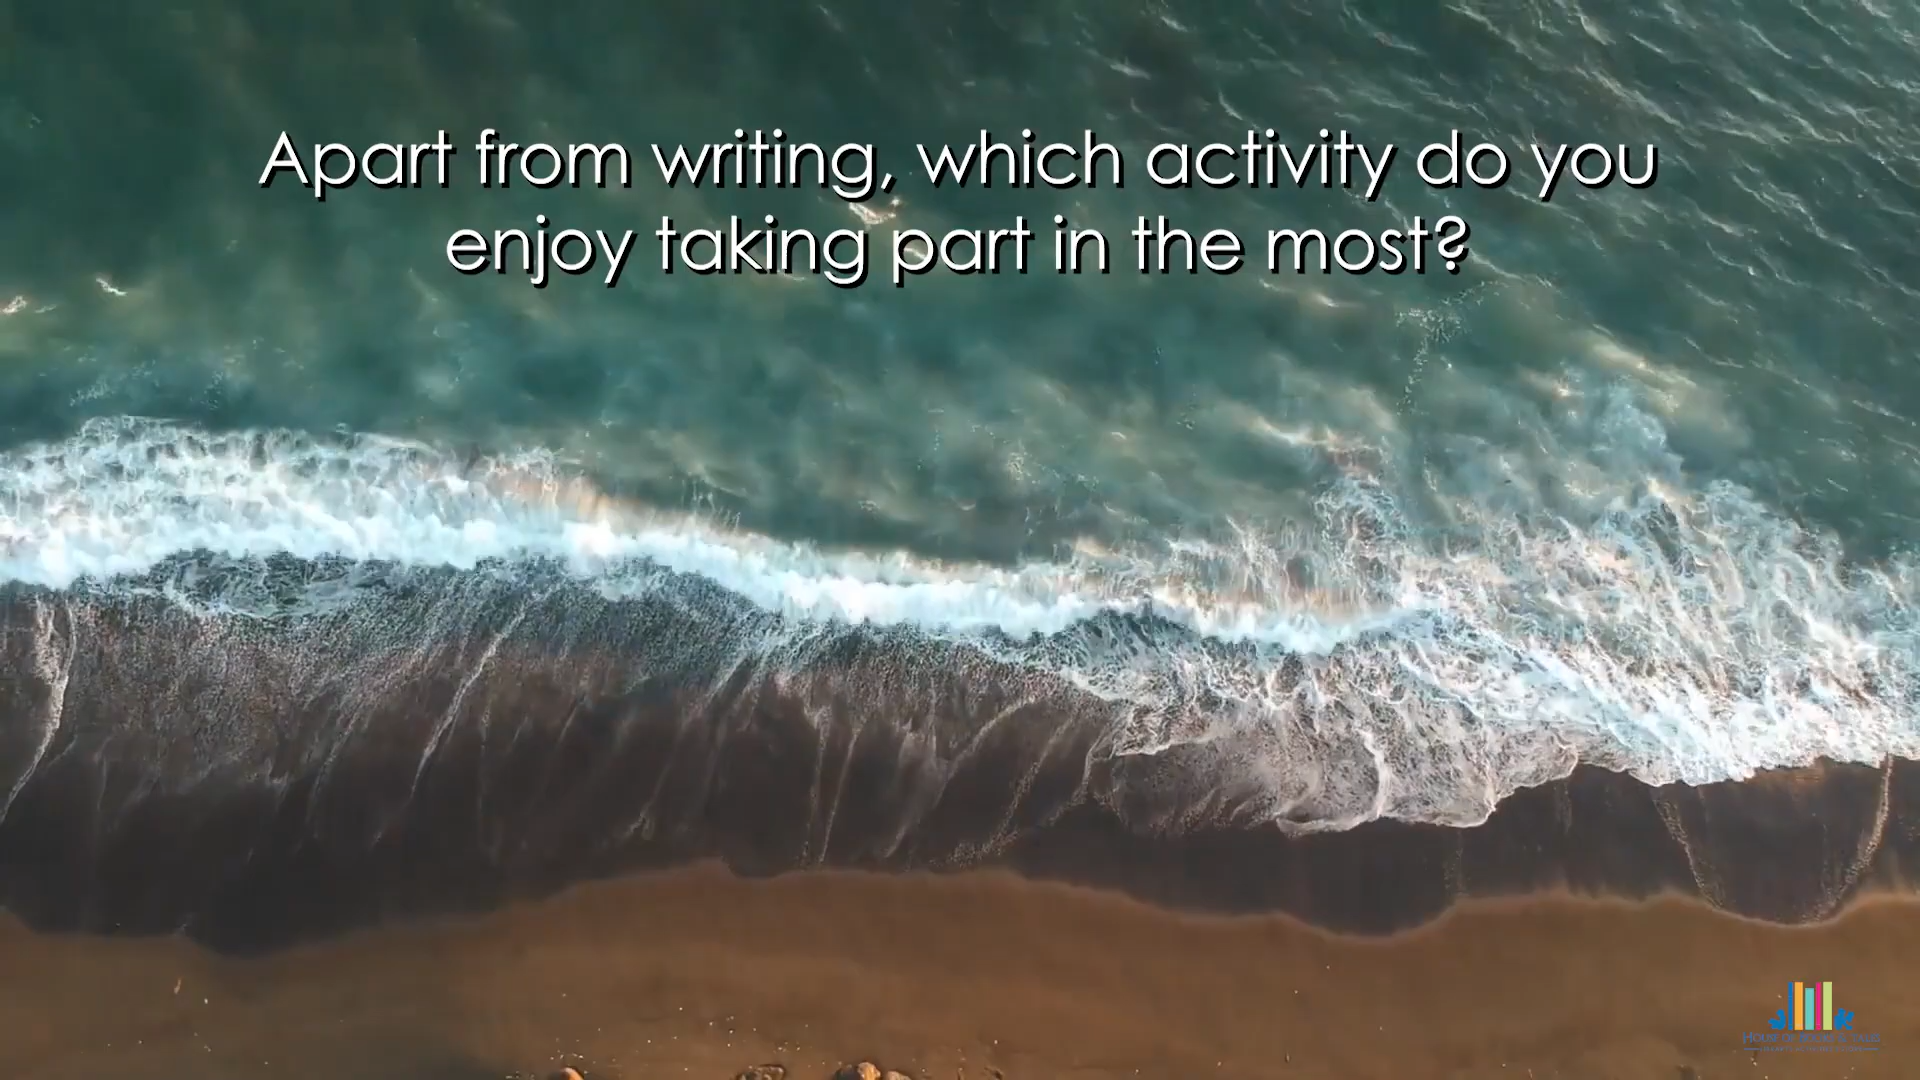 Apart from writing, which activity do you
enjoy taking part in the most?